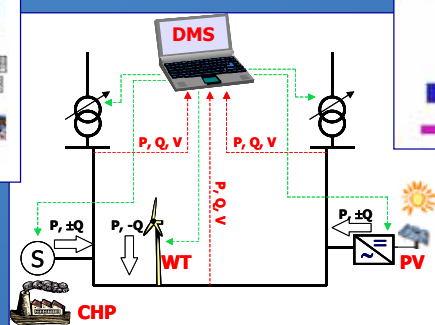 DMS
P, Q, V
P, Q, V
P, Q, V
P, ±Q
P, -Q
P, ±Q
S
WT
~
PV
CHP